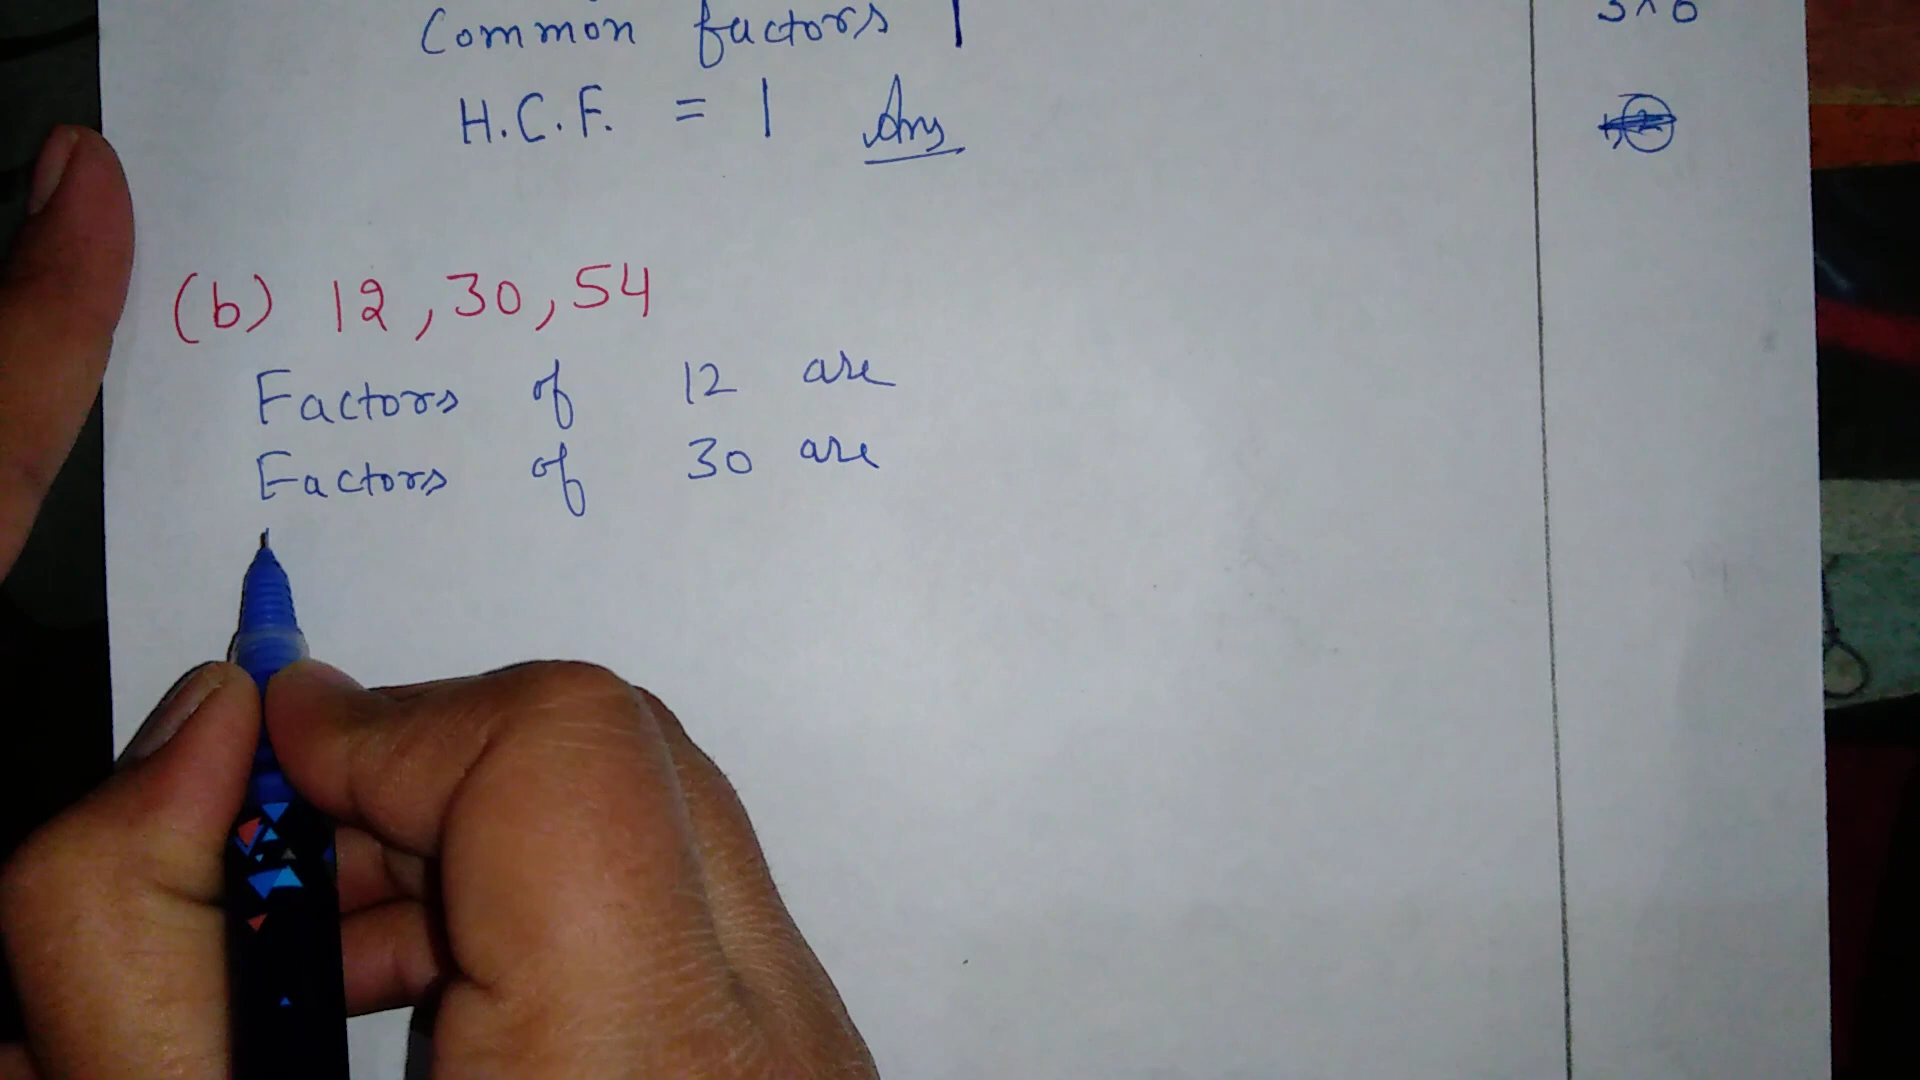 Common factors 1
H.C.F. = 1 Ans
(b) 12, 30, 54
Factors of 12 are
Factors of 30 are